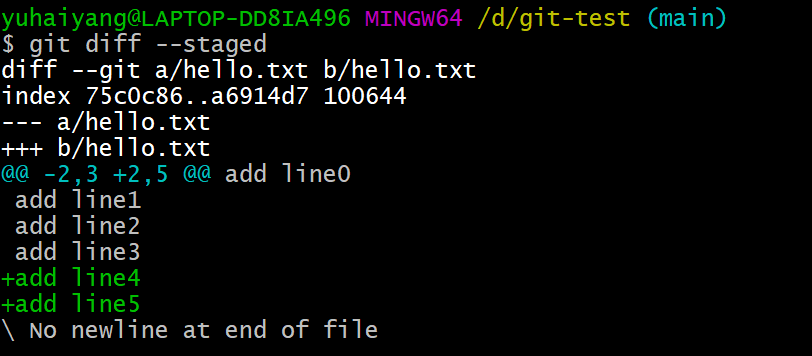 yuhaiyang@LAPTOP-DD8IA496 MINGW64 /d/git-test (main)
$ git diff --staged
diff --git a/hello.txt b/hello.txt
index 75c0c86..a6914d7 100644
--- a/hello.txt
+++ b/hello.txt
@@ -2,3 +2,5 @@ add line0
 add line1
 add line2
 add line3
+add line4
+add line5
\ No newline at end of file